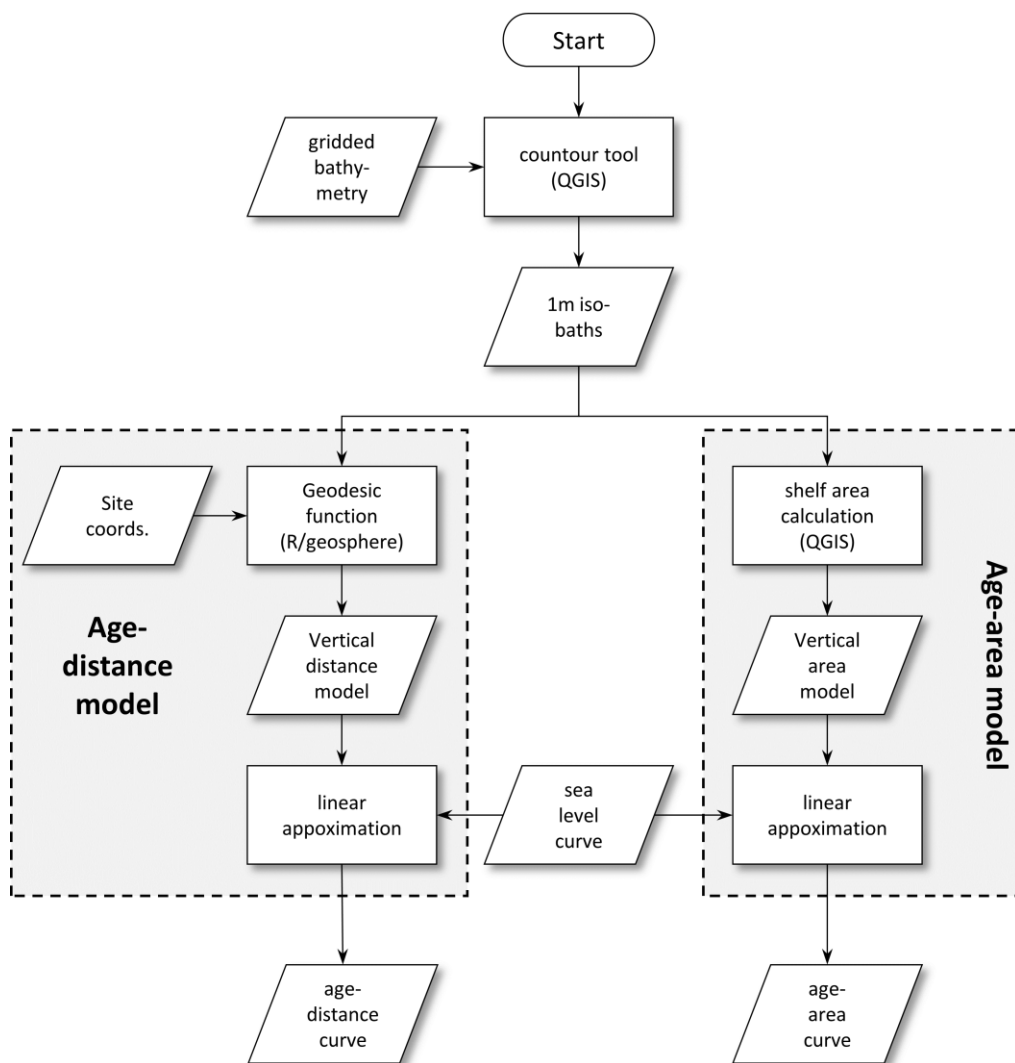 Start
gridded
bathy-
metry
countour tool
(QGIS)
1m iso-
baths
Site
coords.
Geodesic
function
(R/geosphere)
shelf area
calculation
(QGIS)
Age-
distance
model
Vertical
distance
model
Vertical
area
model
Age-area model
linear
appoximation
sea
level
curve
linear
appoximation
age-
distance
curve
age-
area
curve